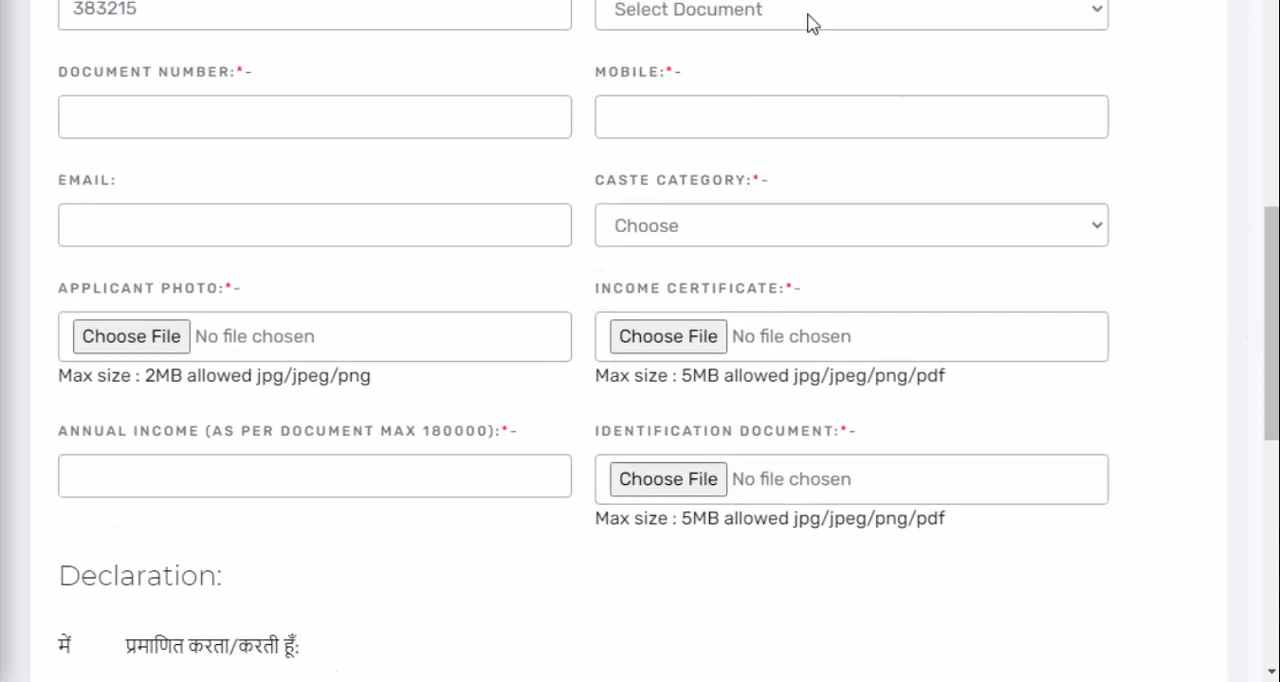 383215
Select Document
DOCUMENT NUMBER:*-
MOBILE:*-
EMAIL:
CASTE CATEGORY:*-
Choose
APPLICANT PHOTO:*-
INCOME CERTIFICATE:*-
Choose File No file chosen
Choose File No file chosen
Max size : 2MB allowed jpg/jpeg/png
Max size : 5MB allowed jpg/jpeg/png/pdf
ANNUAL INCOME (AS PER DOCUMENT MAX 180000):*-
IDENTIFICATION DOCUMENT:*-
Choose File No file chosen
Max size : 5MB allowed jpg/jpeg/png/pdf
Declaration:
में प्रमाणित करता/करती हूँ: